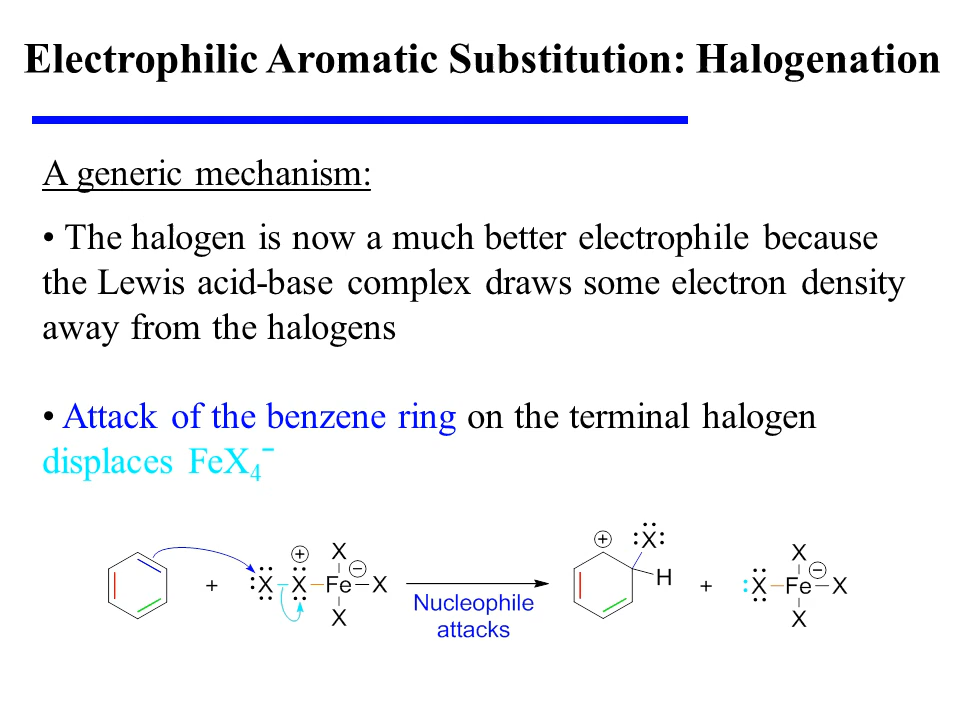 Electrophilic Aromatic Substitution: Halogenation
A generic mechanism:
• The halogen is now a much better electrophile because
the Lewis acid-base complex draws some electron density
away from the halogens
• Attack of the benzene ring on the terminal halogen
displaces FeX₄⁻
+ X X⊕ Fe⊖ X X X
Nucleophile
attacks
⊕ X H + X Fe⊖ X X X